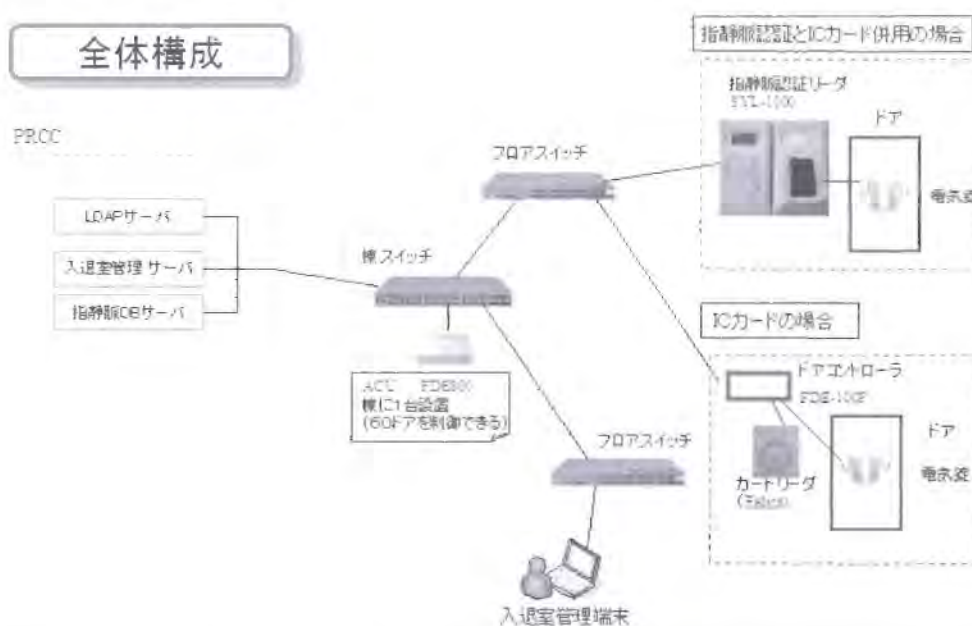 全体構成
PRCC
LDAPサーバ
入退室管理 サーバ
指静脈DBサーバ
棟スイッチ
ACU
棟に1台設置
(60ドアを制御できる)
フロアスイッチ
フロアスイッチ
入退室管理端末
指静脈認証とICカード併用の場合
指静脈認証リーダ
ドア
電気錠
ICカードの場合
ドアコントローラ
カードリーダ
ドア
電気錠